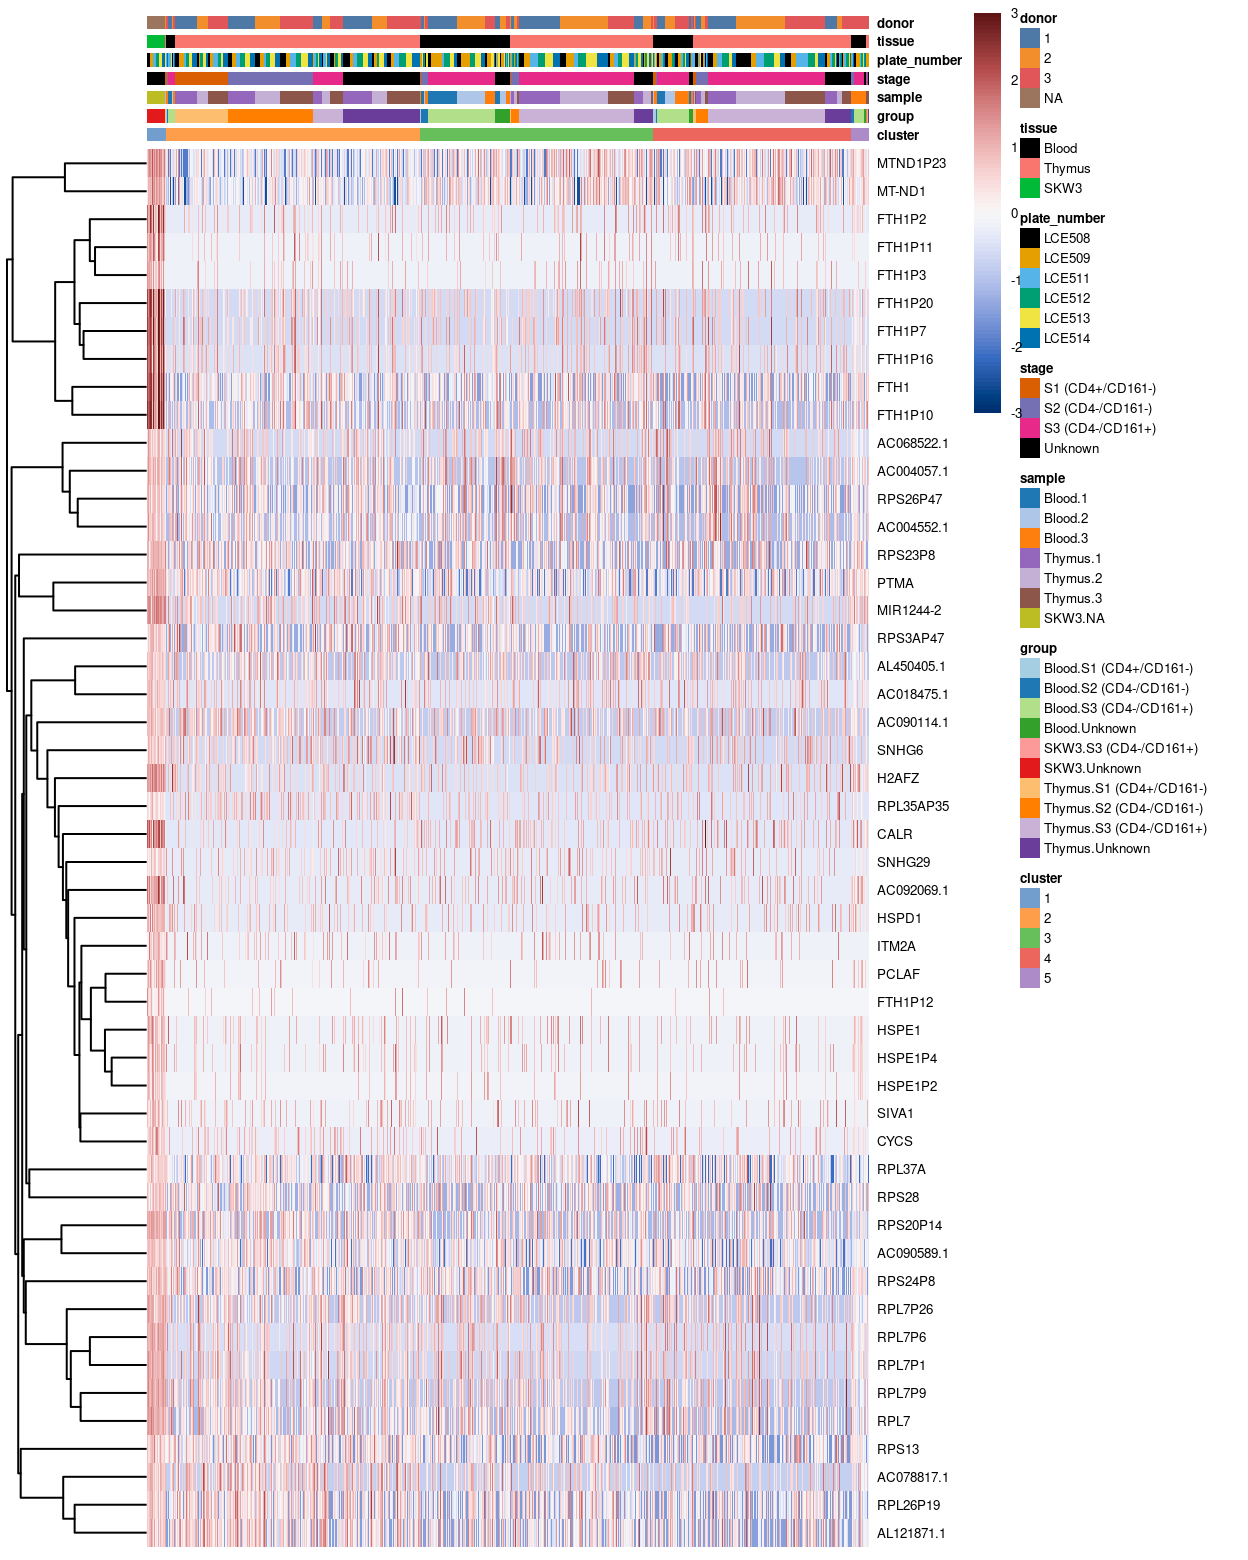 donor
tissue
plate_number
stage
sample
group
cluster
MTND1P23
MT-ND1
FTH1P2
FTH1P11
FTH1P3
FTH1P20
FTH1P7
FTH1P16
FTH1
FTH1P10
AC068522.1
AC004057.1
RPS26P47
AC004552.1
RPS23P8
PTMA
MIR1244-2
RPS3AP47
AL450405.1
AC018475.1
AC090114.1
SNHG6
H2AFZ
RPL35AP35
CALR
SNHG29
AC092069.1
HSPD1
ITM2A
PCLAF
FTH1P12
HSPE1
HSPE1P4
HSPE1P2
SIVA1
CYCS
RPL37A
RPS28
RPS20P14
AC090589.1
RPS24P8
RPL7P26
RPL7P6
RPL7P1
RPL7P9
RPL7
RPS13
AC078817.1
RPL26P19
AL121871.1
3
2
1
0
-1
-2
-3
donor
1
2
3
NA
tissue
Blood
Thymus
SKW3
plate_number
LCE508
LCE509
LCE511
LCE512
LCE513
LCE514
stage
S1 (CD4+/CD161-)
S2 (CD4-/CD161-)
S3 (CD4-/CD161+)
Unknown
sample
Blood.1
Blood.2
Blood.3
Thymus.1
Thymus.2
Thymus.3
SKW3.NA
group
Blood.S1 (CD4+/CD161-)
Blood.S2 (CD4-/CD161-)
Blood.S3 (CD4-/CD161+)
Blood.Unknown
SKW3.S3 (CD4-/CD161+)
SKW3.Unknown
Thymus.S1 (CD4+/CD161-)
Thymus.S2 (CD4-/CD161-)
Thymus.S3 (CD4-/CD161+)
Thymus.Unknown
cluster
1
2
3
4
5